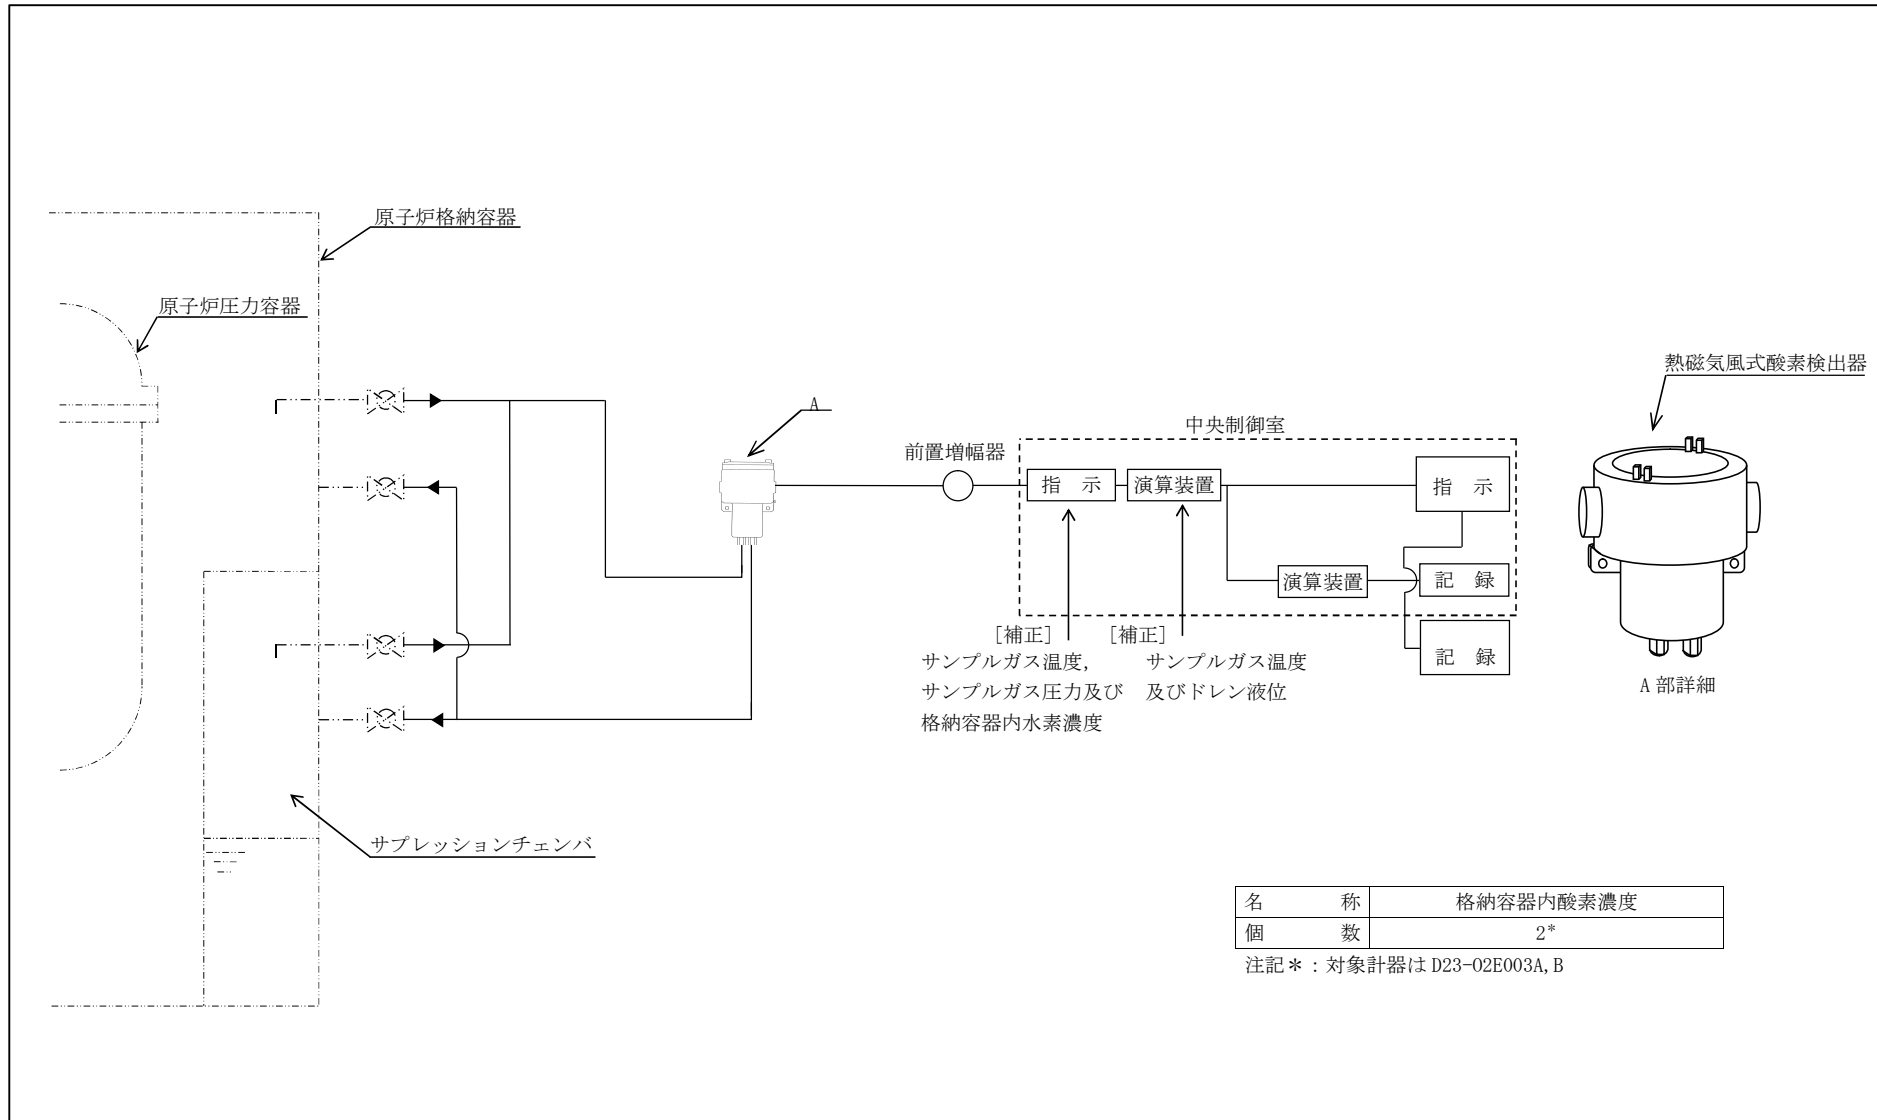 原子炉格納容器
原子炉圧力容器
熱磁気風式酸素検出器
A
中央制御室
前置増幅器
指　示
演算装置
指　示
演算装置
記　録
[補正]
[補正]
サンプルガス温度,
サンプルガス圧力及び
格納容器内水素濃度
サンプルガス温度
及びドレン液位
記　録
A 部詳細
サプレッションチェンバ
名　称　格納容器内酸素濃度
個　数　2*
注記＊：対象計器は D23-O2E003A,B